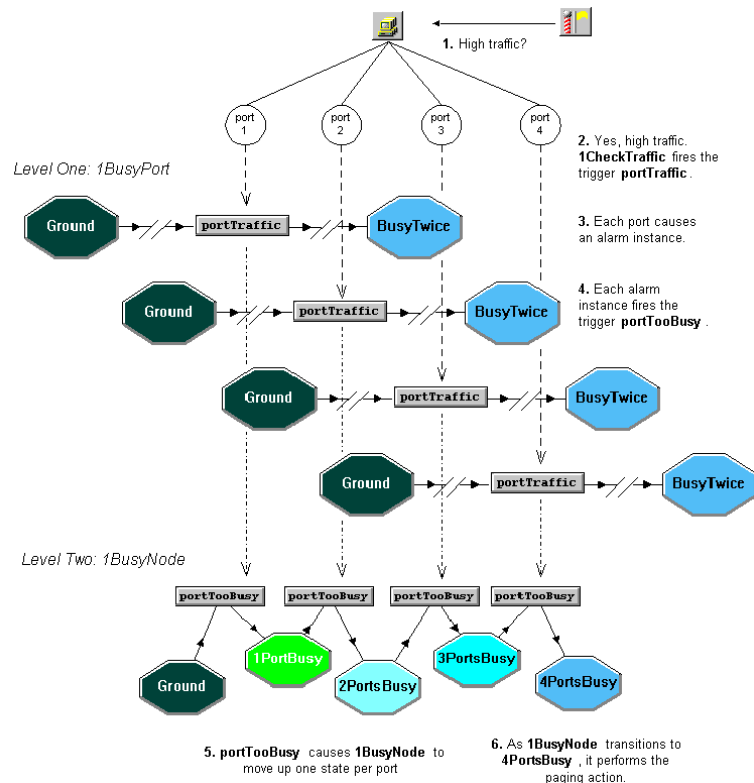 1. High traffic?
port
1
port
2
port
3
port
4
2. Yes, high traffic.
1CheckTraffic fires the
trigger portTraffic .
Level One: 1BusyPort
Ground
portTraffic
BusyTwice
3. Each port causes
an alarm instance.
Ground
portTraffic
BusyTwice
4. Each alarm
instance fires the
trigger portTooBusy .
Ground
portTraffic
BusyTwice
Ground
portTraffic
BusyTwice
Level Two: 1BusyNode
portTooBusy
portTooBusy
portTooBusy
portTooBusy
Ground
1PortBusy
2PortsBusy
3PortsBusy
4PortsBusy
5. portTooBusy causes 1BusyNode to
move up one state per
port
6. As 1BusyNode transitions to
4PortsBusy , it performs the
paging action.